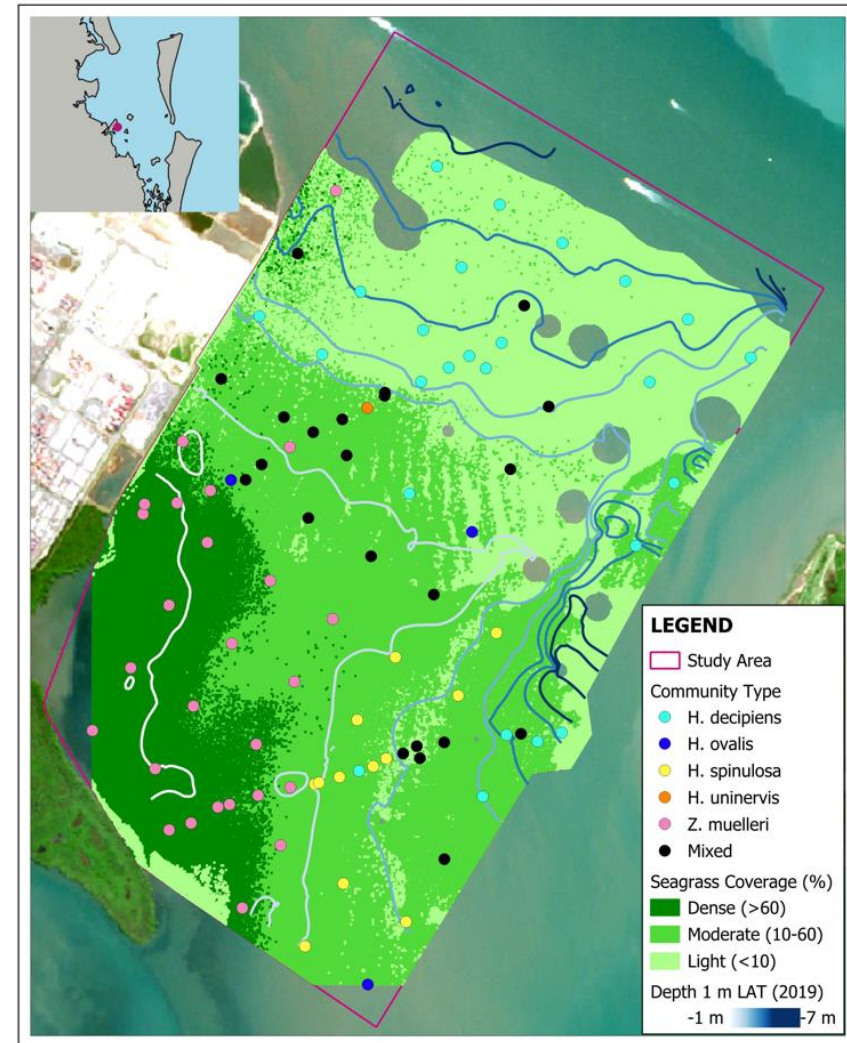 LEGEND
Study Area
Community Type
H. decipiens
H. ovalis
H. spinulosa
H. uninervis
Z. muelleri
Mixed
Seagrass Coverage (%)
Dense (>60)
Moderate (10-60)
Light (<10)
Depth 1 m LAT (2019)
-1 m -7 m